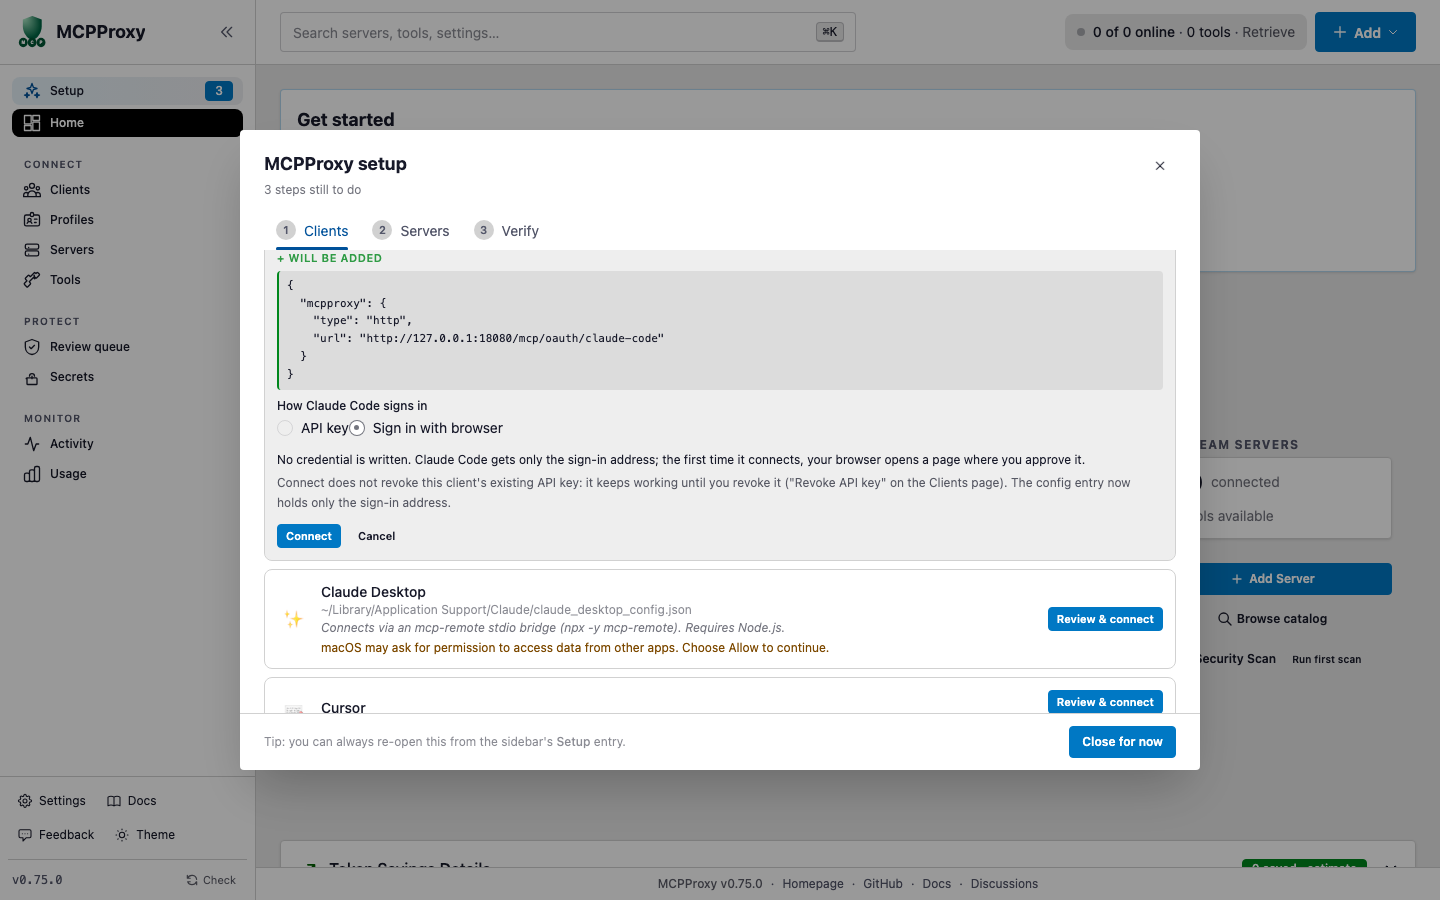 MCPProxy
Search servers, tools, settings...
⌘K
0 of 0 online · 0 tools · Retrieve
+ Add
Setup
3
Home
CONNECT
Clients
Profiles
Servers
Tools
PROTECT
Review queue
Secrets
MONITOR
Activity
Usage
Settings
Docs
Feedback
Theme
v0.75.0
Check
Get started
MCPProxy setup
3 steps still to do
1 Clients
2 Servers
3 Verify
+ WILL BE ADDED
{
"mcpproxy": {
"type": "http",
"url": "http://127.0.0.1:18080/mcp/oauth/claude-code"
}
}
How Claude Code signs in
API key
Sign in with browser
No credential is written. Claude Code gets only the sign-in address; the first time it connects, your browser opens a page where you approve it.
Connect does not revoke this client's existing API key: it keeps working until you revoke it ("Revoke API key" on the Clients page). The config entry now
holds only the sign-in address.
Connect
Cancel
Claude Desktop
~/Library/Application Support/Claude/claude_desktop_config.json
Connects via an mcp-remote stdio bridge (npx -y mcp-remote). Requires Node.js.
macOS may ask for permission to access data from other apps. Choose Allow to continue.
Review & connect
Cursor
Review & connect
Tip: you can always re-open this from the sidebar's Setup entry.
Close for now
EAM SERVERS
connected
ols available
+ Add Server
Browse catalog
Security Scan
Run first scan
Token Savings Details
MCPProxy v0.75.0 · Homepage · GitHub · Docs · Discussions